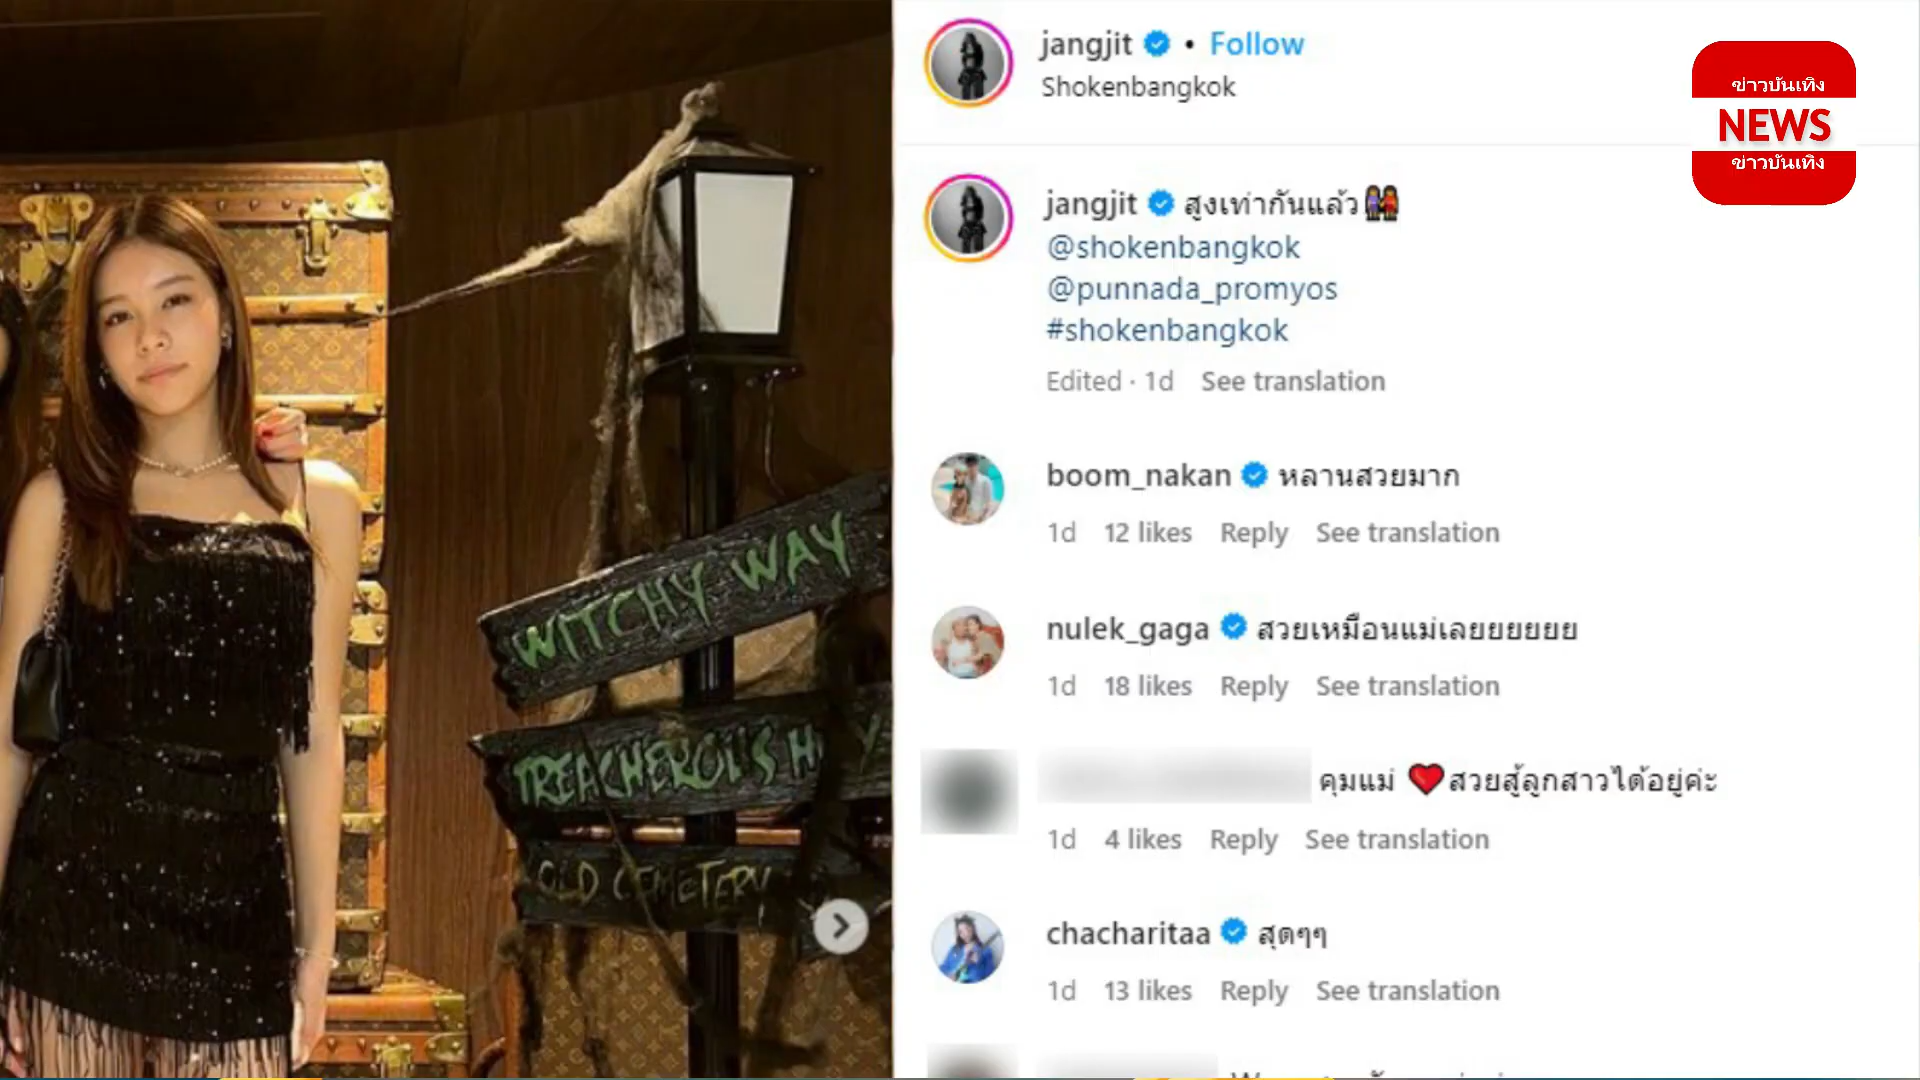 jangjit • Follow
Shokenbangkok
ข่าวบันเทิง
NEWS
ข่าวบันเทิง
jangjit สูงเท่ากันแล้ว👭
@shokenbangkok
@punnada_promyos
#shokenbangkok
Edited · 1d See translation
boom_nakan หลานสวยมาก
1d 12 likes Reply See translation
nulek_gaga สวยเหมือนแม่เลยยยยยย
1d 18 likes Reply See translation
คุมแม่ ❤️สวยสู้ลูกสาวได้อยู่ค่ะ
1d 4 likes Reply See translation
chacharitaa สุดๆๆ
1d 13 likes Reply See translation
WITCHY WAY
TREACHEROUS
OLD CEMETERY